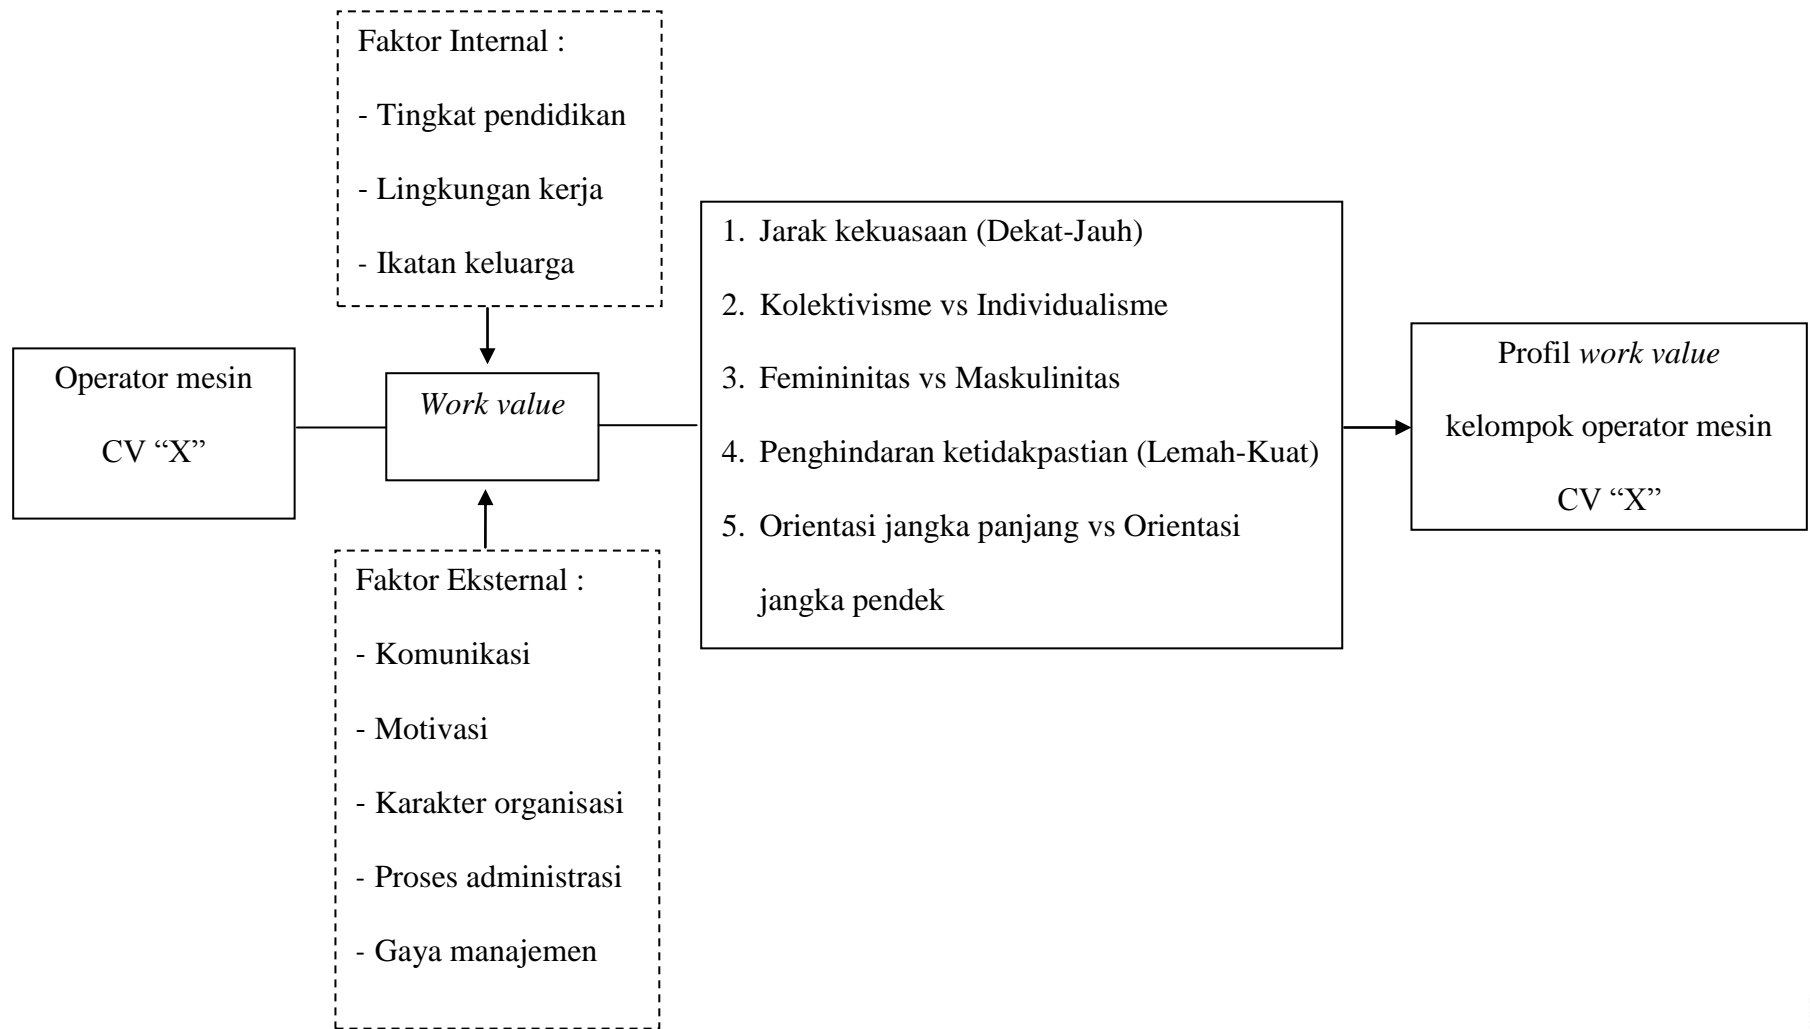 Faktor Internal :
- Tingkat pendidikan
- Lingkungan kerja
- Ikatan keluarga
Operator mesin
CV “X”
Work value
Faktor Eksternal :
- Komunikasi
- Motivasi
- Karakter organisasi
- Proses administrasi
- Gaya manajemen
1. Jarak kekuasaan (Dekat-Jauh)
2. Kolektivisme vs Individualisme
3. Femininitas vs Maskulinitas
4. Penghindaran ketidakpastian (Lemah-Kuat)
5. Orientasi jangka panjang vs Orientasi
jangka pendek
Profil work value
kelompok operator mesin
CV “X”